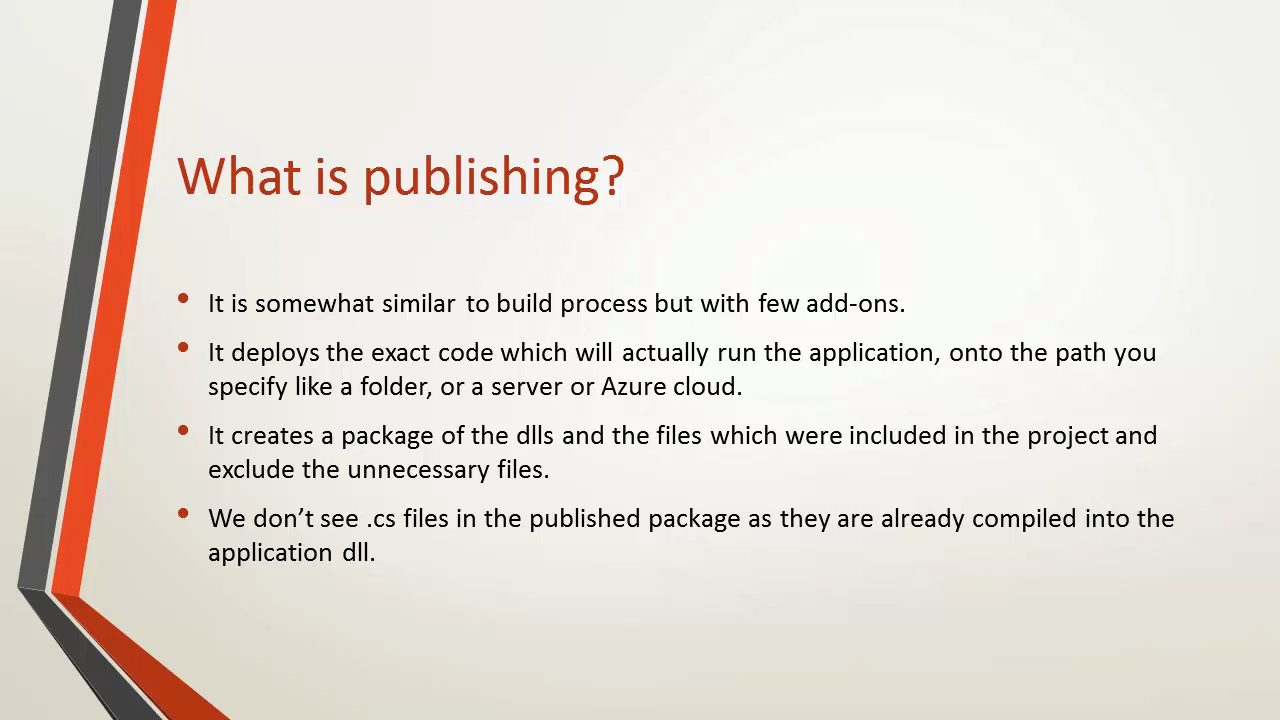 What is publishing?
• It is somewhat similar to build process but with few add-ons.
• It deploys the exact code which will actually run the application, onto the path you
specify like a folder, or a server or Azure cloud.
• It creates a package of the dlls and the files which were included in the project and
exclude the unnecessary files.
• We don’t see .cs files in the published package as they are already compiled into the
application dll.